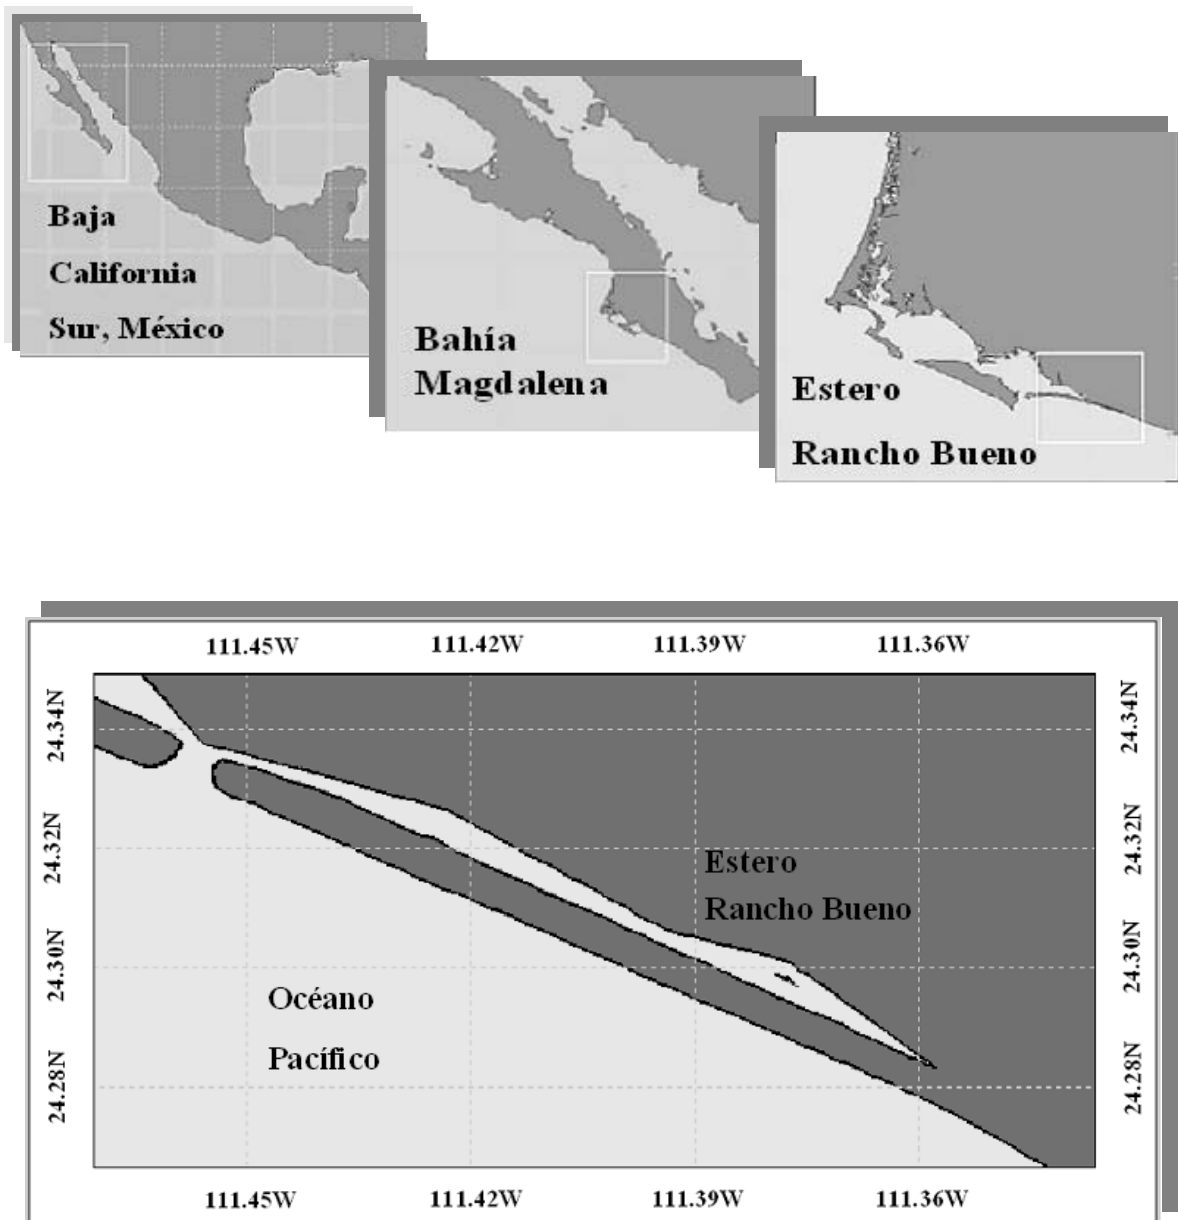 Baja
California
Sur, México
Bahía
Magdalena
Estero
Rancho Bueno
111.45W 111.42W 111.39W 111.36W
24.34N 24.34N
24.32N 24.32N
Estero
Rancho Bueno
24.30N 24.30N
Océano
Pacífico
24.28N 24.28N
111.45W 111.42W 111.39W 111.36W